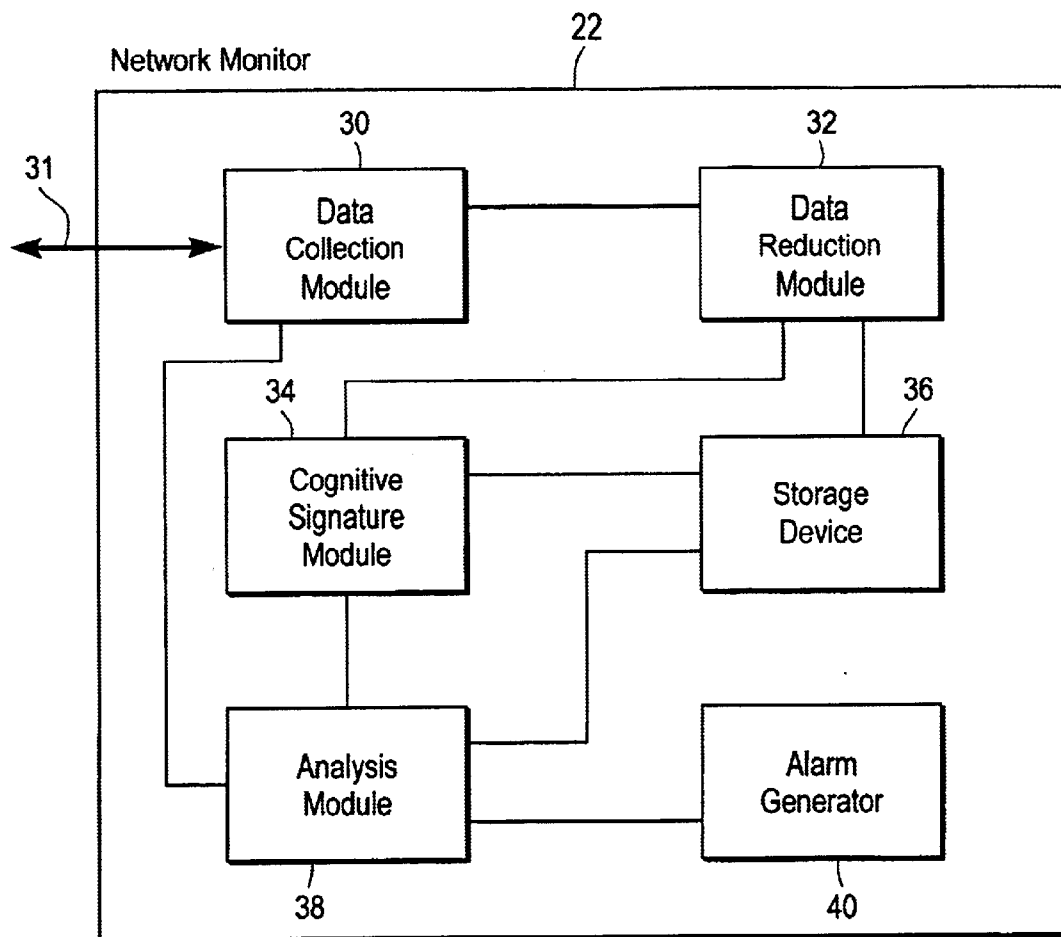 22
Network Monitor
30
32
31
Data
Collection
Module
Data
Reduction
Module
34
36
Cognitive
Signature
Module
Storage
Device
Analysis
Module
Alarm
Generator
38
40